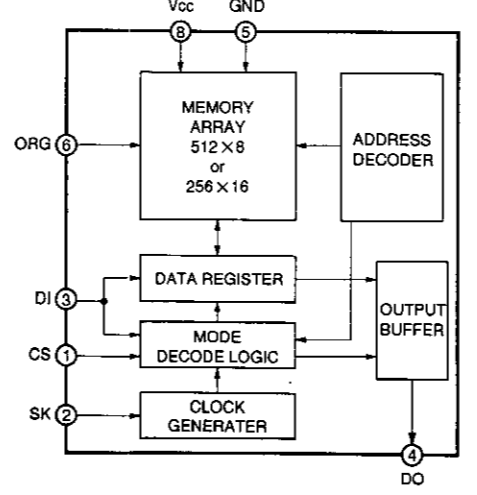 Vcc GND
8 5
MEMORY
ARRAY
512×8
or
256×16
ADDRESS
DECODER
ORG 6
DATA REGISTER
DI 3
OUTPUT
BUFFER
MODE
DECODE LOGIC
CS 1
CLOCK
GENERATER
SK 2
4
DO